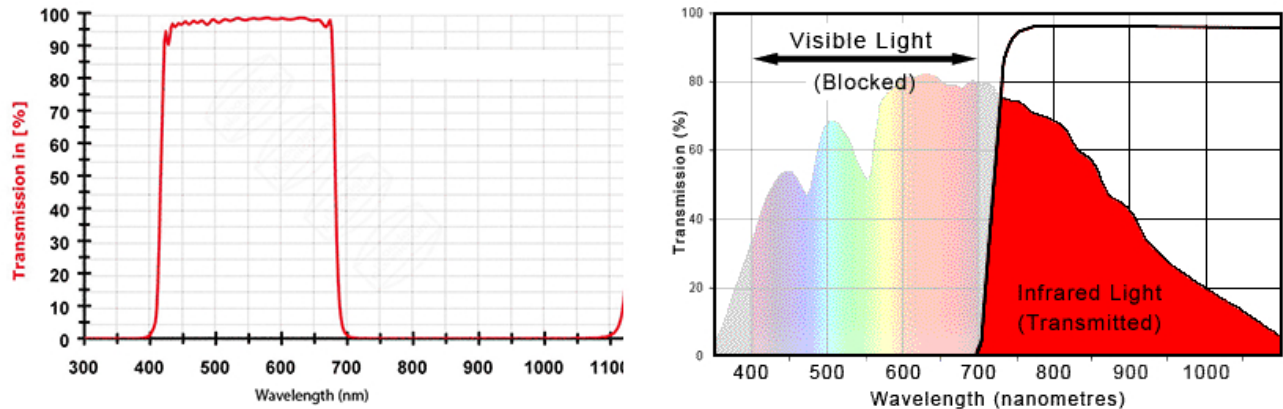 Transmission in [%]
100
90
80
70
60
50
40
30
20
10
0
300 400 500 600 700 800 900 1000 1100
Wavelength (nm)
Transmission (%)
100
80
60
40
20
0
Visible Light
(Blocked)
Infrared Light
(Transmitted)
400 500 600 700 800 900 1000
Wavelength (nanometres)